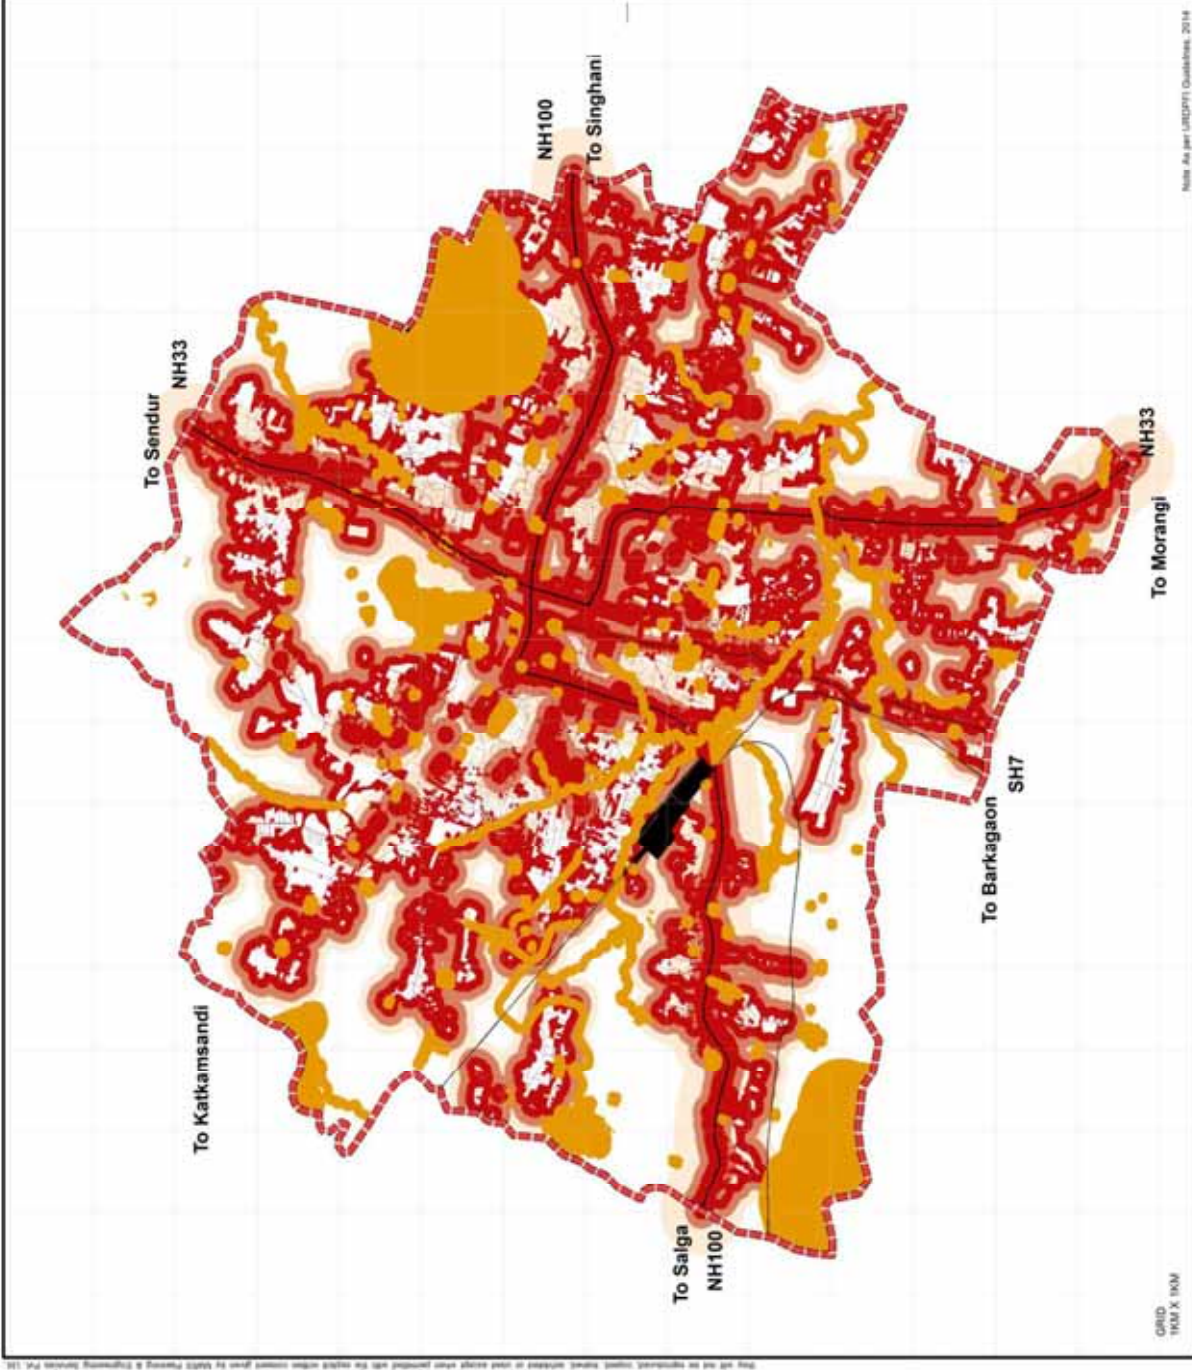 Note: As per URDPFI Guidelines, 2014
NH100
To Singhani
NH33
To Sendur
NH33
To Morangi
SH7
To Barkagaon
To Katkamsandi
To Salga
NH100
GRID
1KM X 1KM